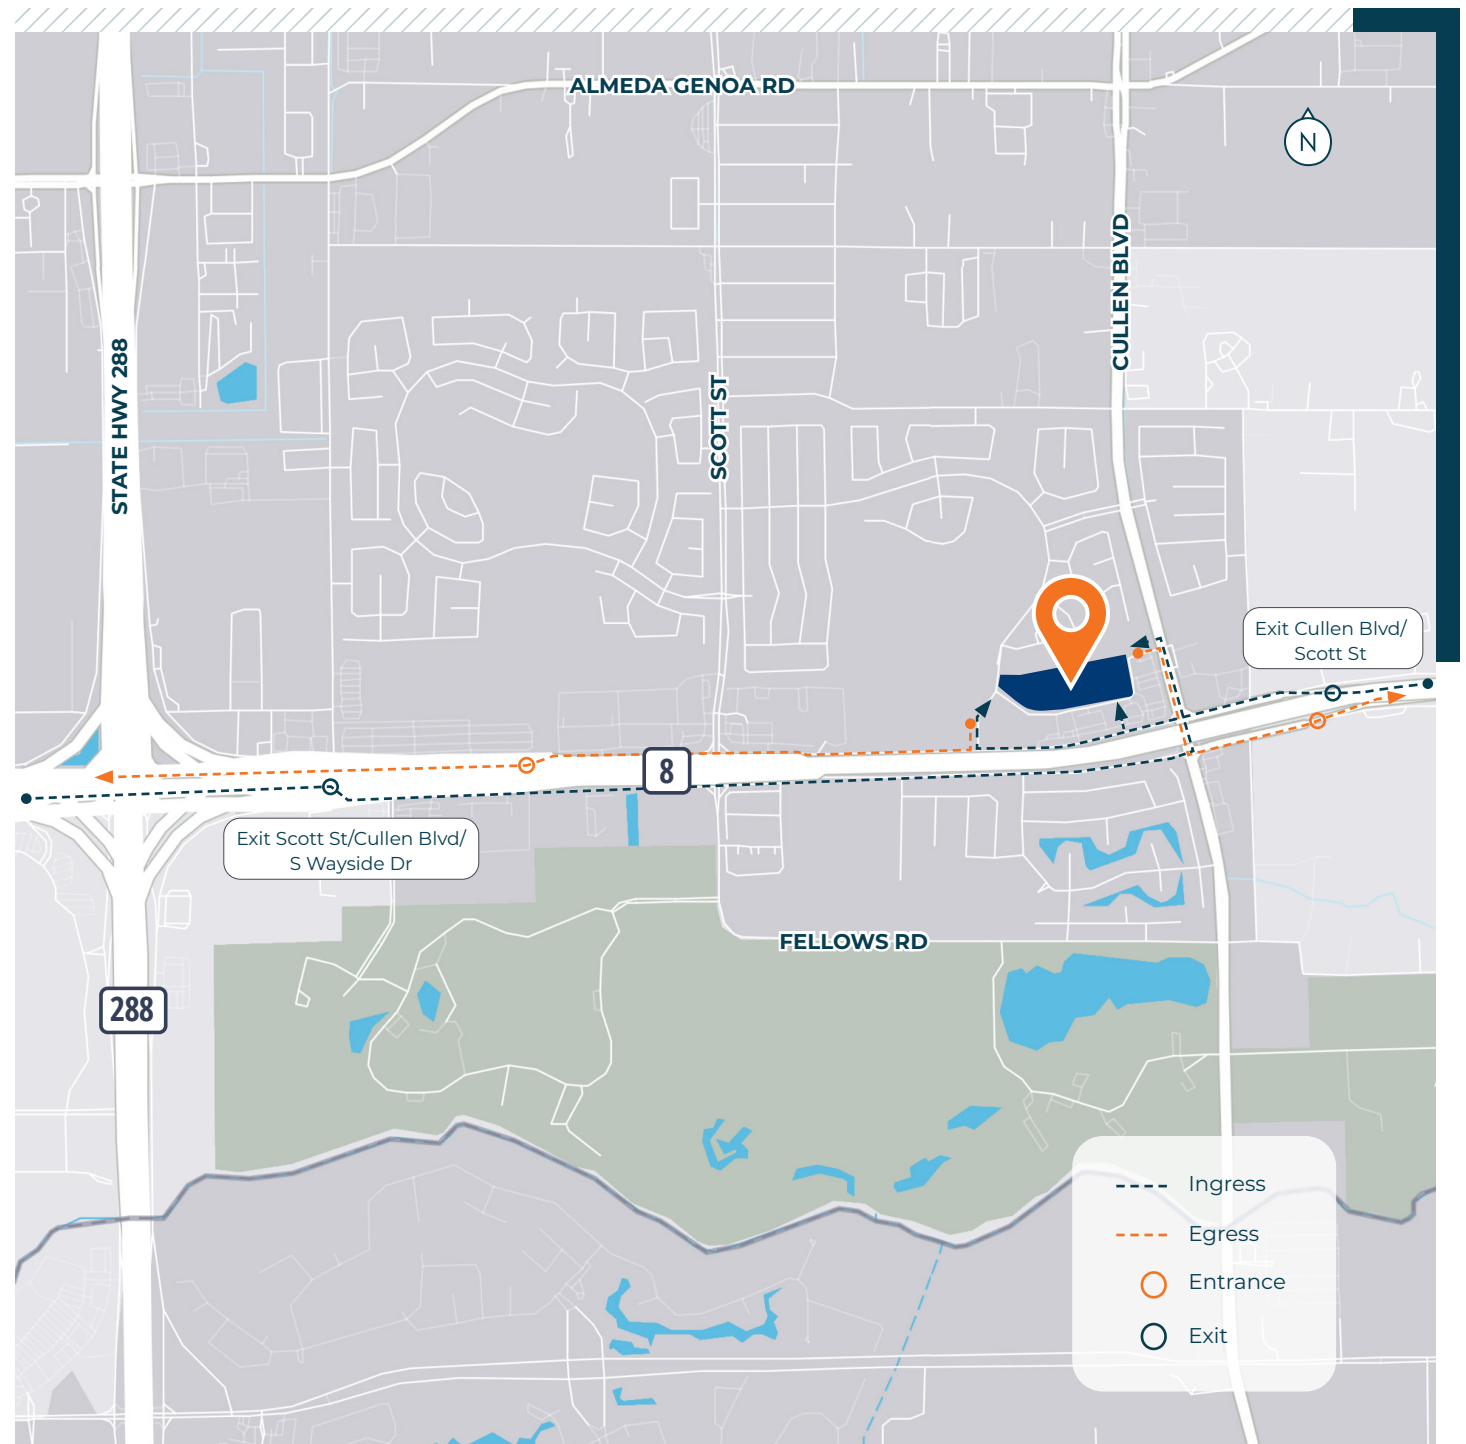 ALMEDA GENOA RD
N
CULLEN BLVD
STATE HWY 288
SCOTT ST
Exit Cullen Blvd/
Scott St
8
Exit Scott St/Cullen Blvd/
S Wayside Dr
FELLOWS RD
288
Ingress
Egress
Entrance
Exit